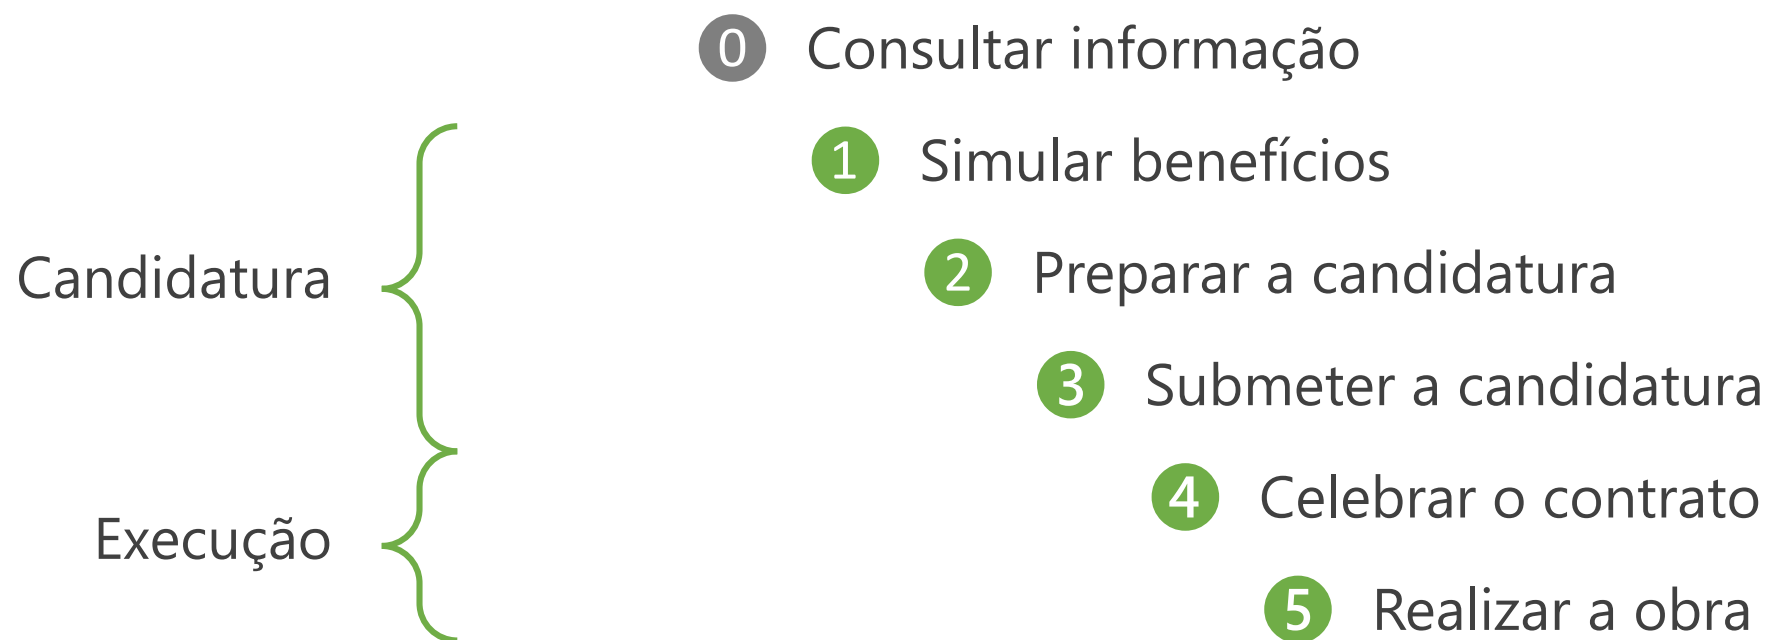 0 Consultar informação
1 Simular benefícios
Candidatura
2 Preparar a candidatura
3 Submeter a candidatura
4 Celebrar o contrato
Execução
5 Realizar a obra